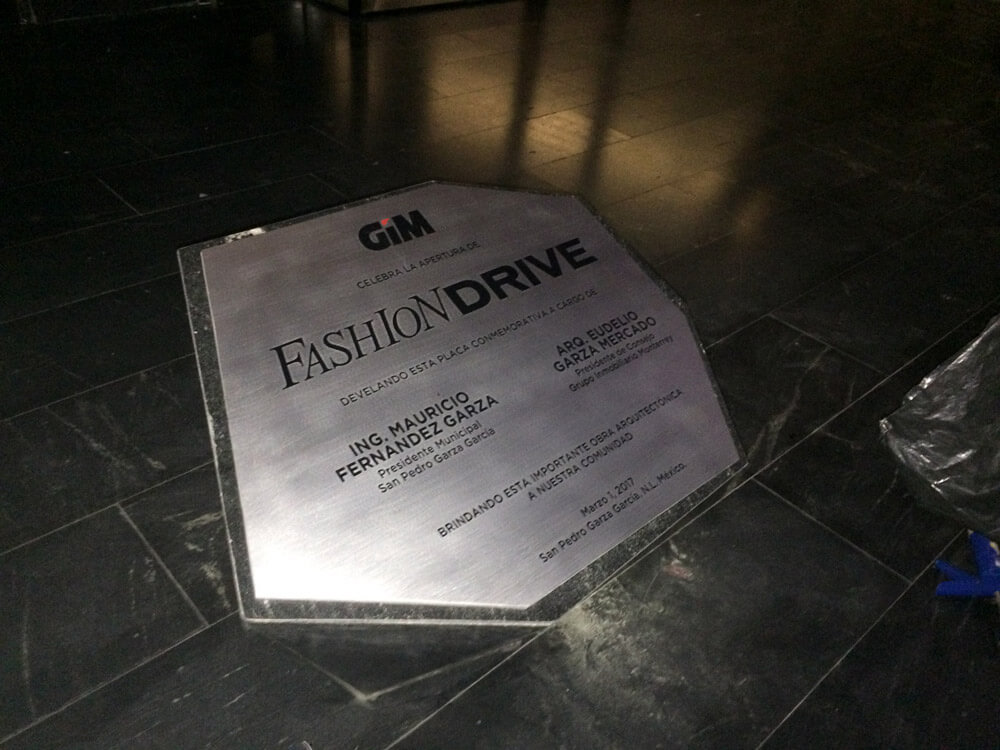 GiM
CELEBRA LA APERTURA DE
FASHION DRIVE
DEVELANDO ESTA PLACA CONMEMORATIVA A CARGO DE
ING. MAURICIO
FERNANDEZ GARZA
Presidente Municipal
San Pedro Garza García
ARQ. EUDELIO
GARZA MERCADO
Presidente de Consejo
Grupo Inmobiliario Monterrey
BRINDANDO ESTA IMPORTANTE OBRA ARQUITECTÓNICA
A NUESTRA COMUNIDAD
Marzo 1, 2017
San Pedro Garza García, N.L. México.